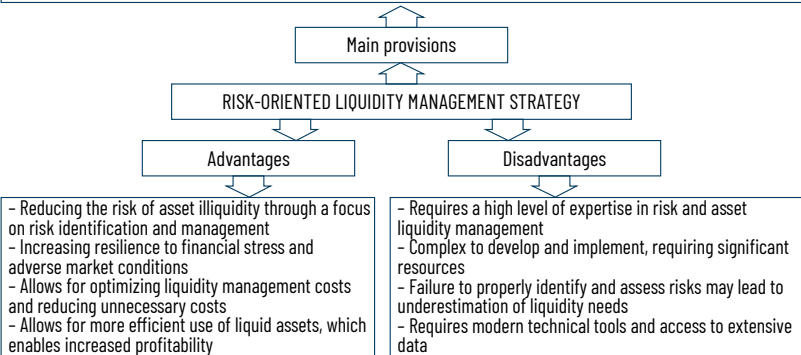 Main provisions
RISK-ORIENTED LIQUIDITY MANAGEMENT STRATEGY
Advantages
Disadvantages
– Reducing the risk of asset illiquidity through a focus
on risk identification and management
– Increasing resilience to financial stress and
adverse market conditions
– Allows for optimizing liquidity management costs
and reducing unnecessary costs
– Allows for more efficient use of liquid assets, which
enables increased profitability
– Requires a high level of expertise in risk and asset
liquidity management
– Complex to develop and implement, requiring significant
resources
– Failure to properly identify and assess risks may lead to
underestimation of liquidity needs
– Requires modern technical tools and access to extensive
data